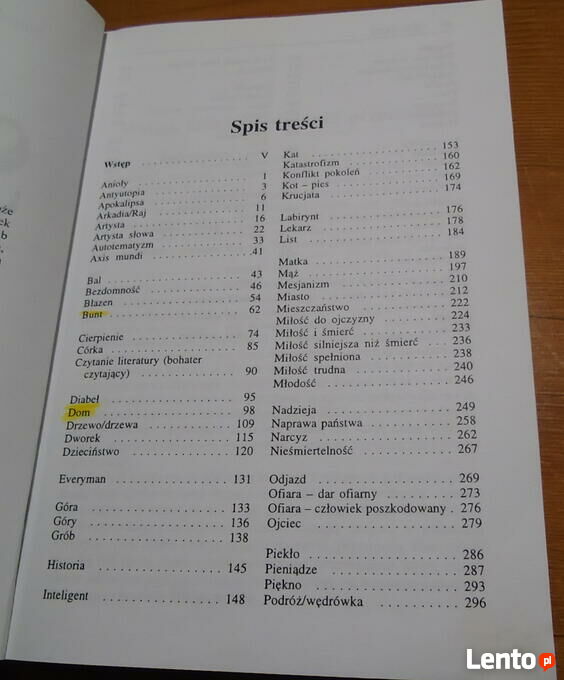 Spis treści
Wstęp V
Anioły 1
Antyutopia 3
Apokalipsa 6
Arkadia/Raj 11
Artysta 16
Artysta słowa 22
Autotematyzm 33
Axis mundi 41
Bal 43
Bezdomność 46
Błazen 54
Bunt 62
Cierpienie 74
Córka 85
Czytanie literatury (bohater
czytający) 90
Diabeł 95
Dom 98
Drzewo/drzewa 109
Dworek 115
Dzieciństwo 120
Everyman 131
Góra 133
Góry 136
Grób 138
Historia 145
Inteligent 148
Kat 153
Katastrofizm 160
Konflikt pokoleń 162
Kot – pies 169
Krucjata 174
Labirynt 176
Lekarz 178
List 184
Matka 189
Mąż 197
Mesjanizm 210
Miasto 212
Mieszczaństwo 222
Miłość do ojczyzny 224
Miłość i śmierć 233
Miłość silniejsza niż śmierć 236
Miłość spełniona 238
Miłość trudna 240
Młodość 246
Nadzieja 249
Naprawa państwa 258
Narcyz 262
Nieśmiertelność 267
Odjazd 269
Ofiara – dar ofiarny 273
Ofiara – człowiek poszkodowany 276
Ojciec 279
Piekło 286
Pieniądze 287
Piękno 293
Podróż/wędrówka 296
Lento.pl